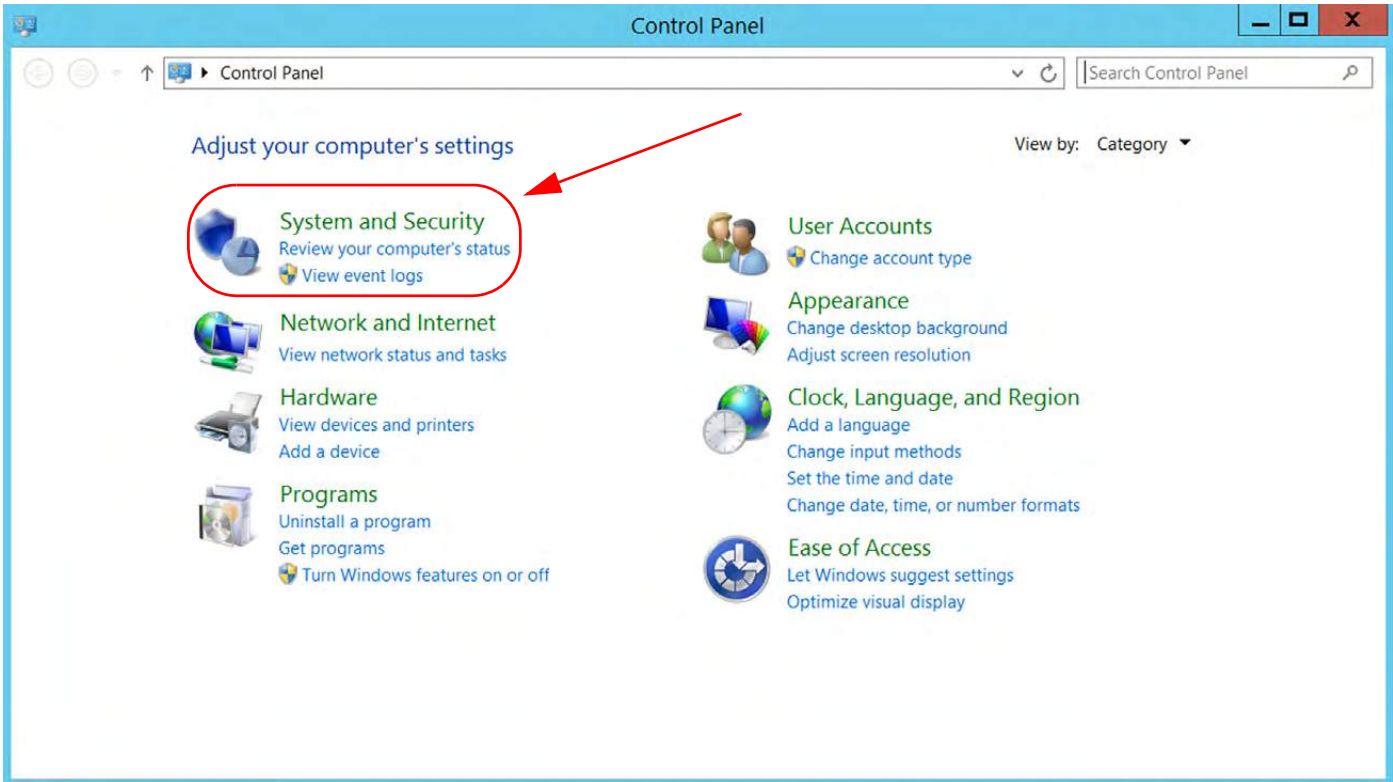 Control Panel
Control Panel
Search Control Panel
Adjust your computer's settings
View by: Category
System and Security
Review your computer's status
View event logs
Network and Internet
View network status and tasks
Hardware
View devices and printers
Add a device
Programs
Uninstall a program
Get programs
Turn Windows features on or off
User Accounts
Change account type
Appearance
Change desktop background
Adjust screen resolution
Clock, Language, and Region
Add a language
Change input methods
Set the time and date
Change date, time, or number formats
Ease of Access
Let Windows suggest settings
Optimize visual display